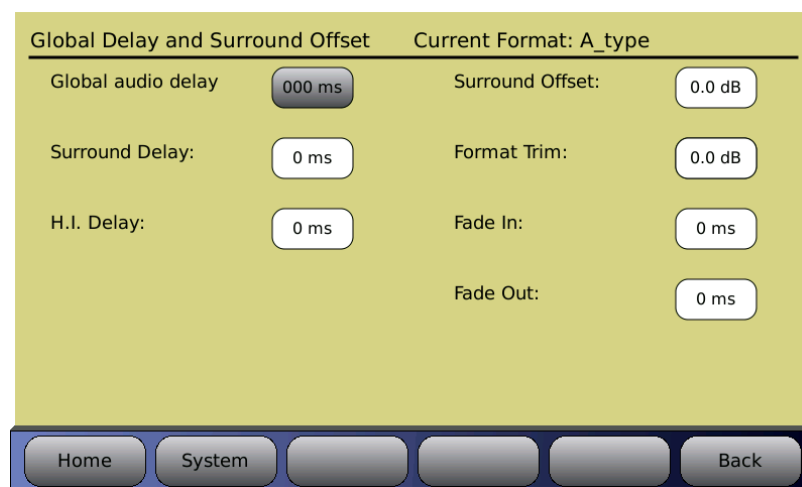 Global Delay and Surround Offset Current Format: A_type
Global audio delay 000 ms Surround Offset: 0.0 dB
Surround Delay: 0 ms Format Trim: 0.0 dB
H.I. Delay: 0 ms Fade In: 0 ms
Fade Out: 0 ms
Home System Back